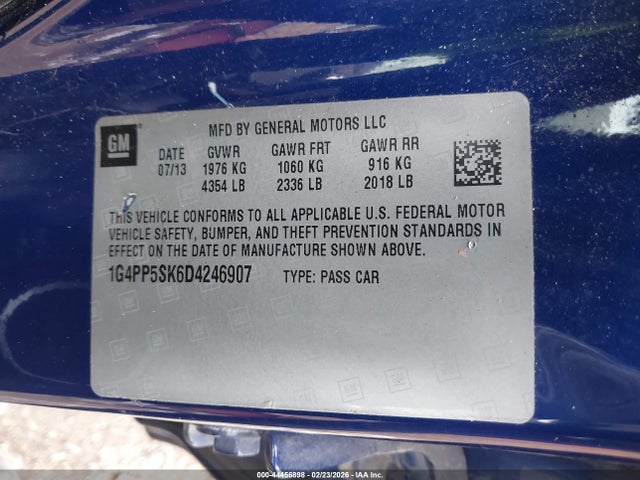 GM
MFD BY GENERAL MOTORS LLC
DATE GVWR GAWR FRT GAWR RR
07/13 1976 KG 1060 KG 916 KG
4354 LB 2336 LB 2018 LB
THIS VEHICLE CONFORMS TO ALL APPLICABLE U.S. FEDERAL MOTOR
VEHICLE SAFETY, BUMPER, AND THEFT PREVENTION STANDARDS IN
EFFECT ON THE DATE OF MANUFACTURE SHOWN ABOVE.
1G4PP5SK6D4246907 TYPE: PASS CAR
000-44456898 - 02/23/2026 - IAA Inc.